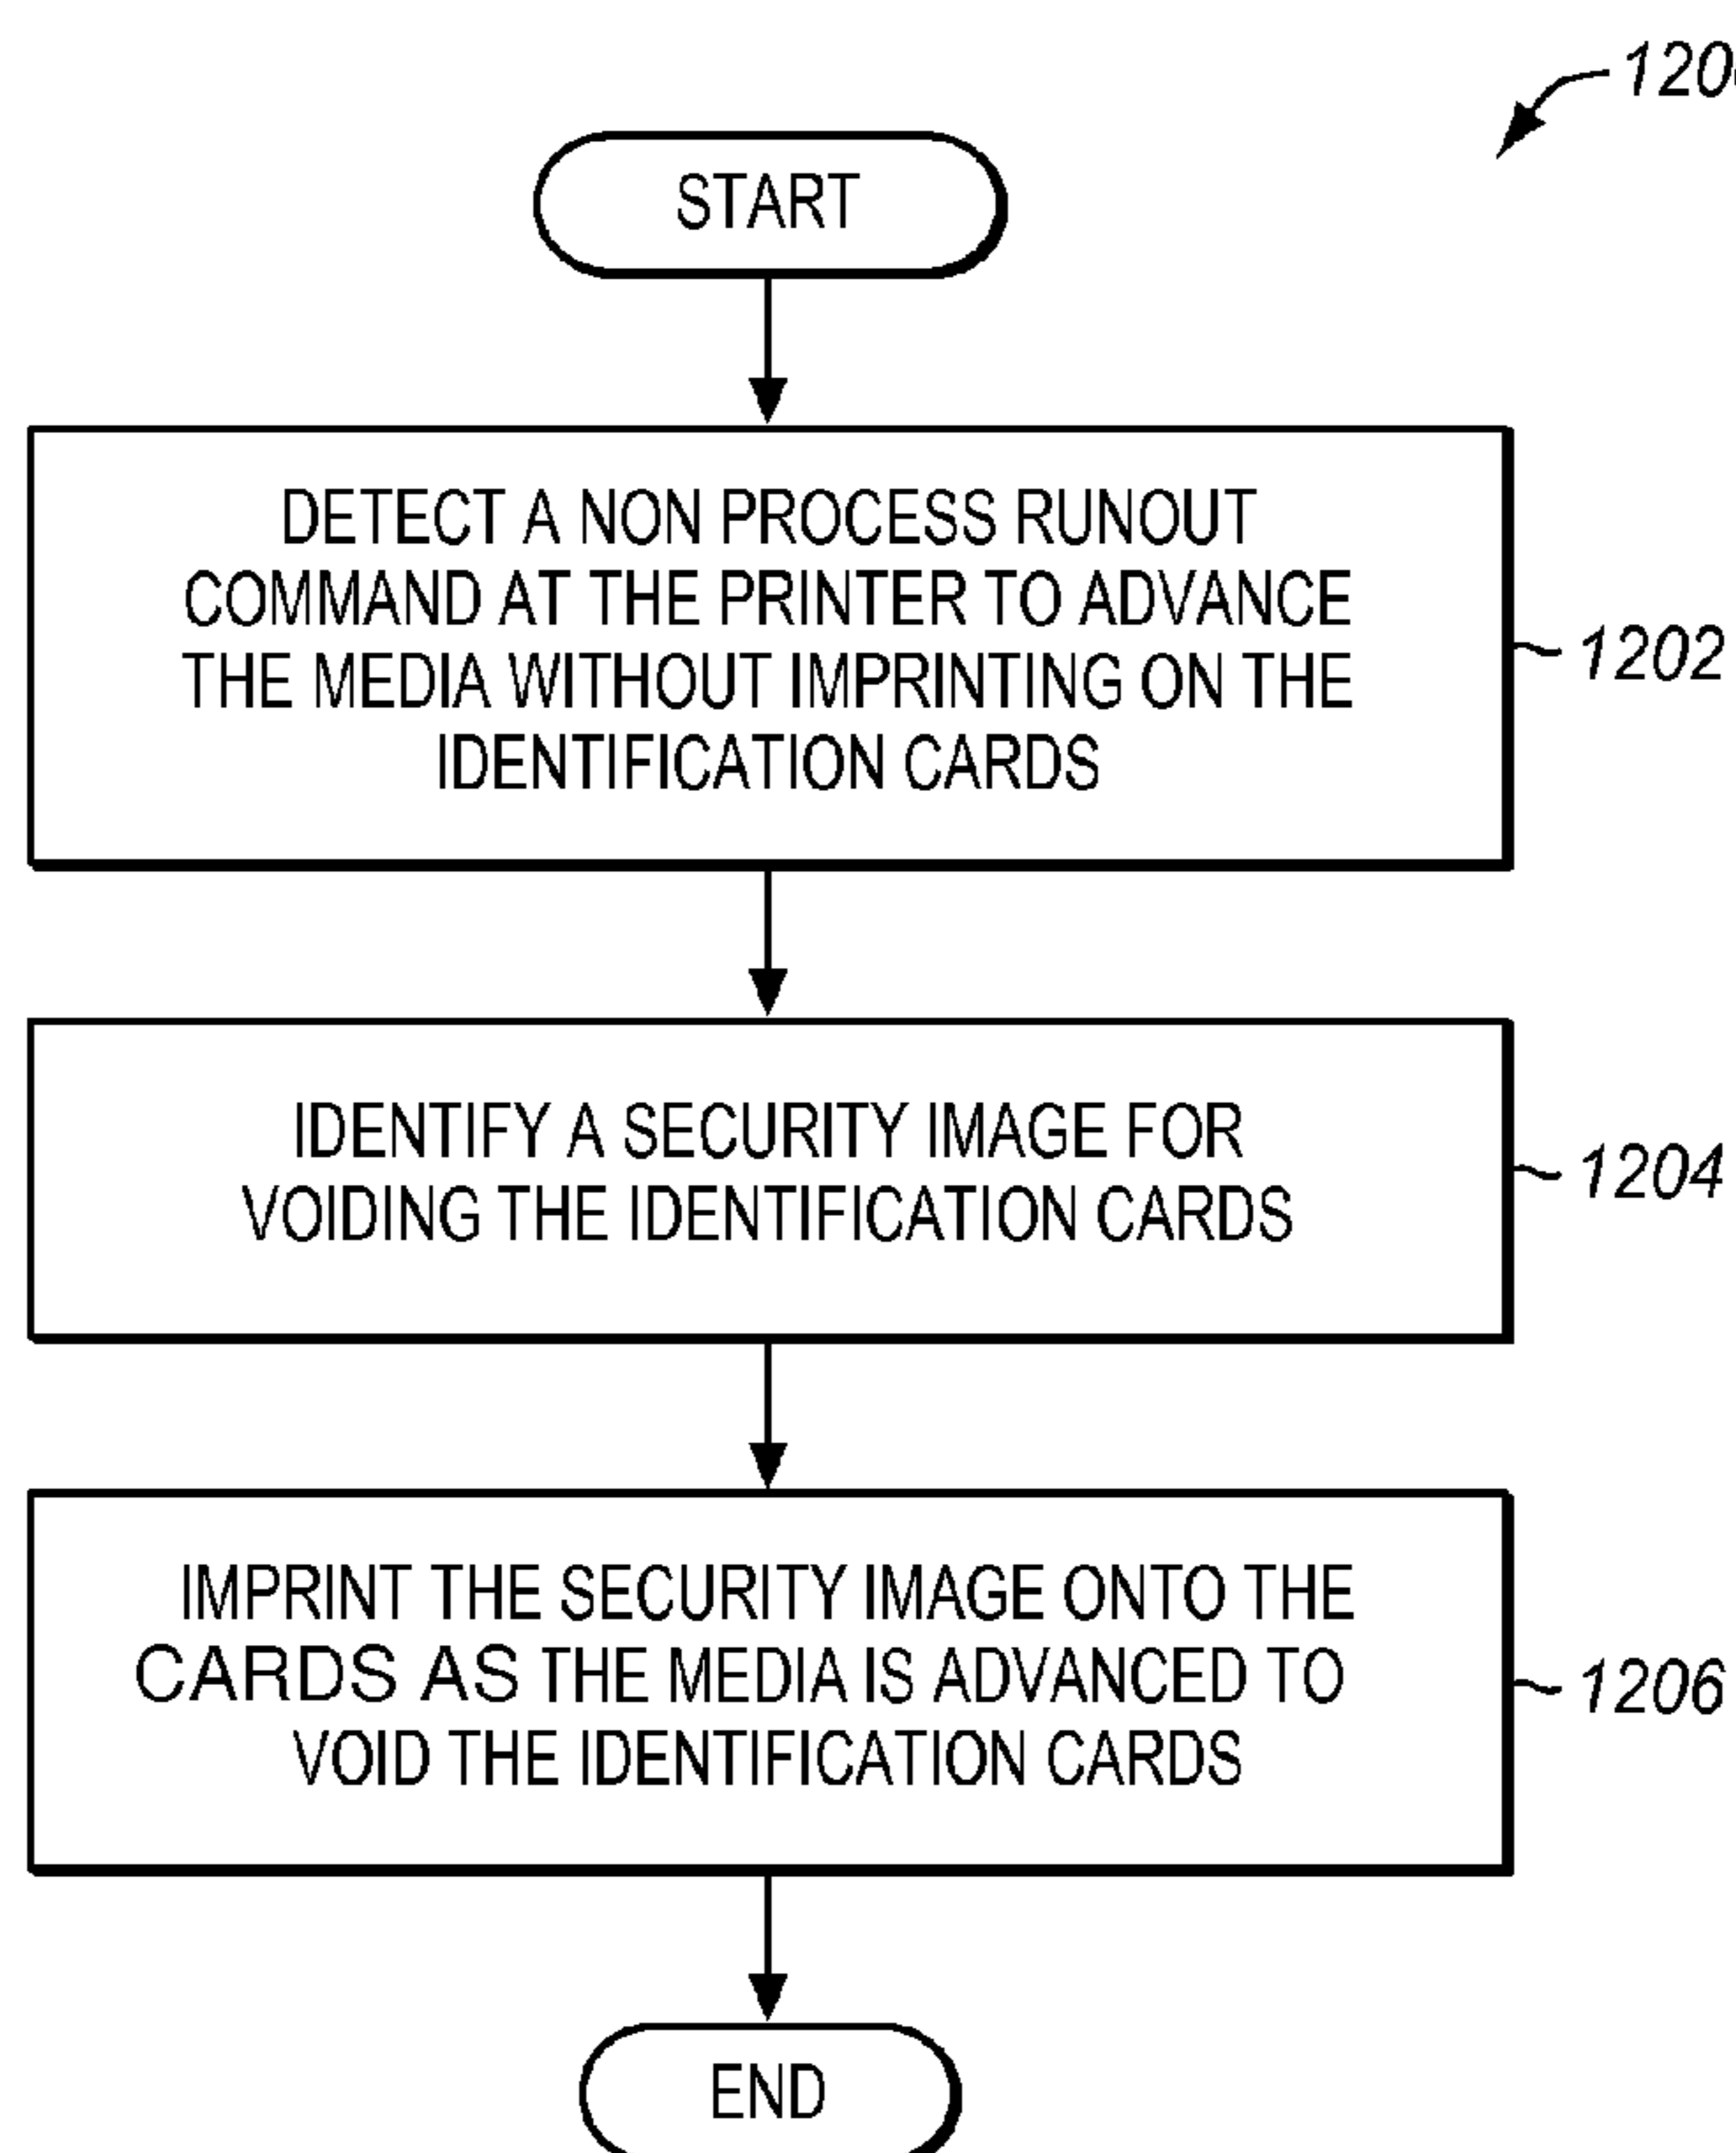 120
START
DETECT A NON PROCESS RUNOUT
COMMAND AT THE PRINTER TO ADVANCE
THE MEDIA WITHOUT IMPRINTING ON THE
IDENTIFICATION CARDS
1202
IDENTIFY A SECURITY IMAGE FOR
VOIDING THE IDENTIFICATION CARDS
1204
IMPRINT THE SECURITY IMAGE ONTO THE
CARDS AS THE MEDIA IS ADVANCED TO
VOID THE IDENTIFICATION CARDS
1206
END